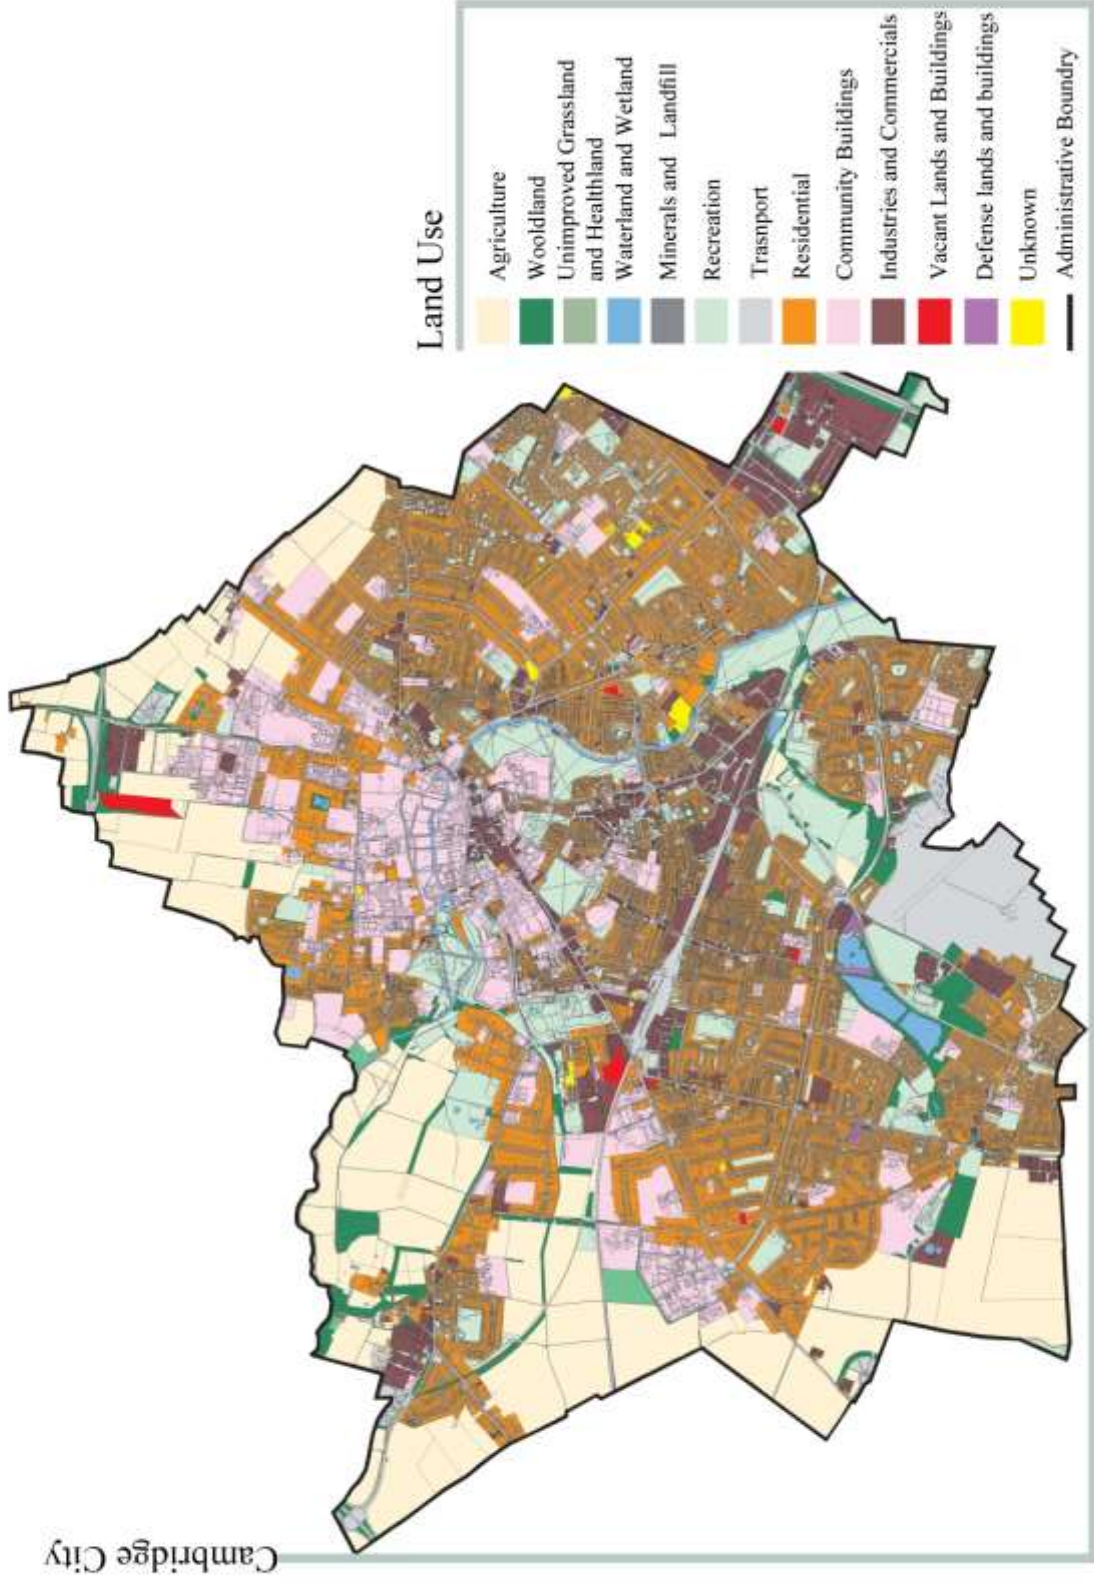 Cambridge City
Land Use
Agriculture
Wooldland
Unimproved Grassland
and Healthland
Waterland and Wetland
Minerals and Landfill
Recreation
Trasnport
Residential
Community Buildings
Industries and Commercials
Vacant Lands and Buildings
Defense lands and buildings
Unknown
Administrative Boundry